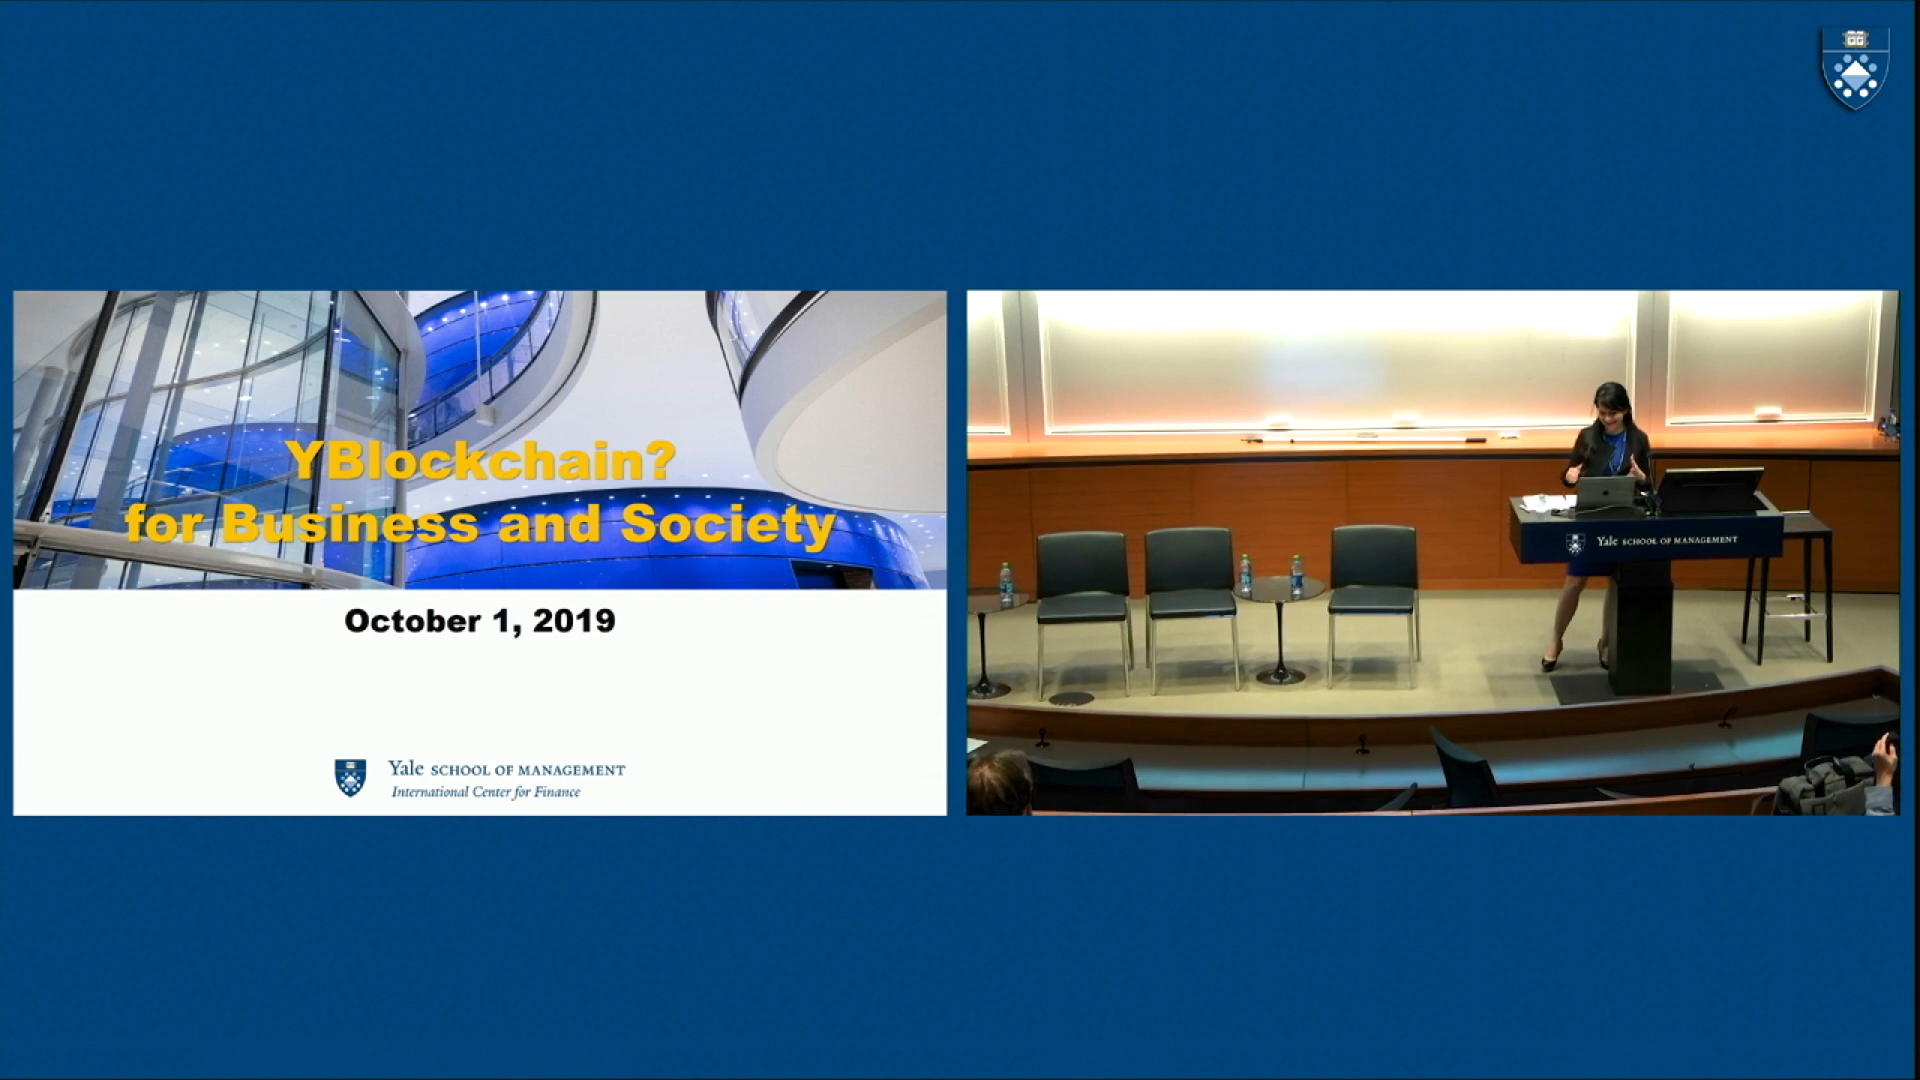 YBlockchain?
for Business and Society
October 1, 2019
Yale SCHOOL OF MANAGEMENT
International Center for Finance
Yale SCHOOL OF MANAGEMENT